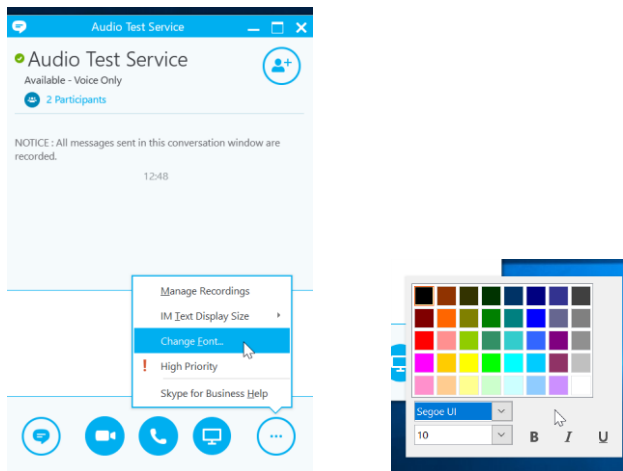 Audio Test Service
Audio Test Service
Available - Voice Only
2 Participants
NOTICE : All messages sent in this conversation window are
recorded.
12:48
Manage Recordings
IM Text Display Size
Change Font...
! High Priority
Skype for Business Help
Segoe UI
10
B I U